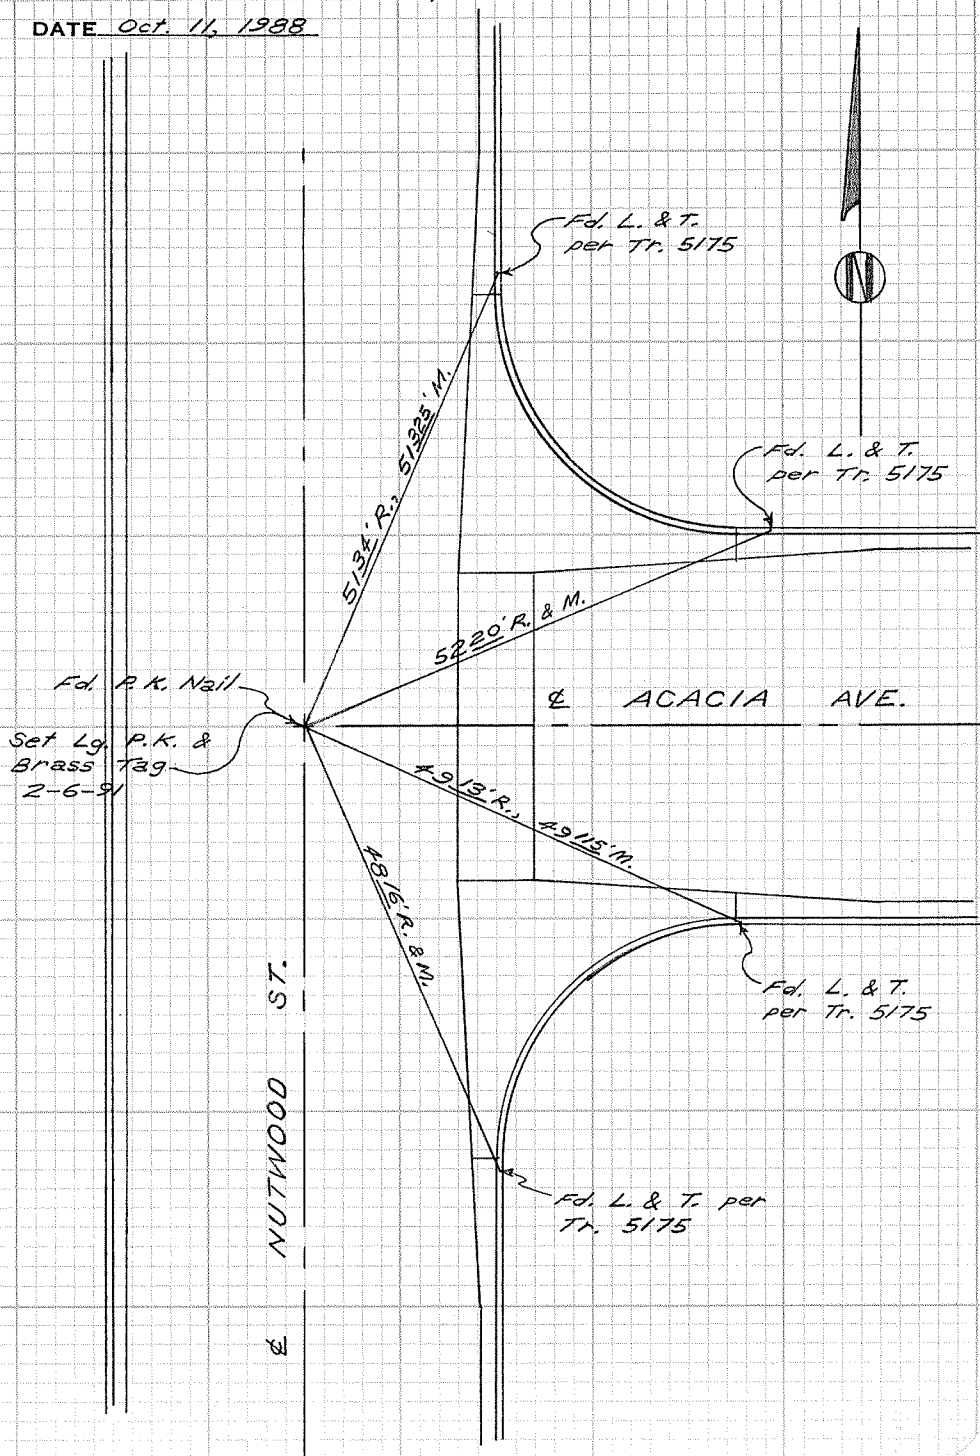 DATE Oct. 11, 1988
Fd. L. & T.
per Tr. 5175
N
51.34' R., 51.325' M.
Fd. L. & T.
per Tr. 5175
52.20' R. & M.
Fd. P.K. Nail
℄ ACACIA AVE.
Set Lg. P.K. &
Brass Tag
2-6-91
49.13' R., 49.115' M.
48.16' R. & M.
Fd. L. & T.
per Tr. 5175
℄ NUTWOOD ST.
Fd. L. & T. per
Tr. 5175